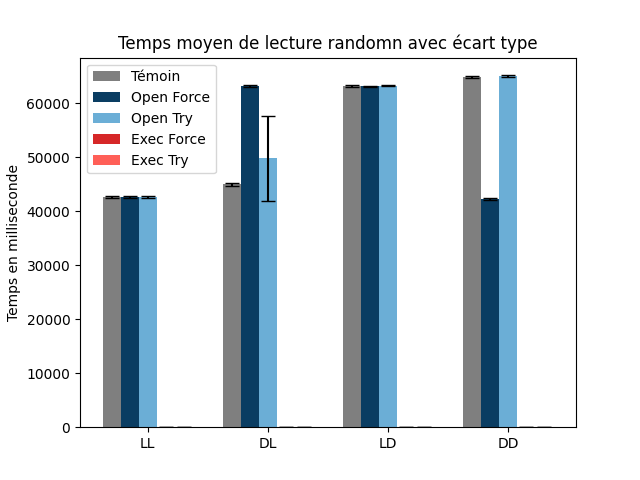 Temps moyen de lecture randomn avec écart type
Témoin
Open Force
Open Try
Exec Force
Exec Try
Temps en milliseconde
60000
50000
40000
30000
20000
10000
0
LL
DL
LD
DD